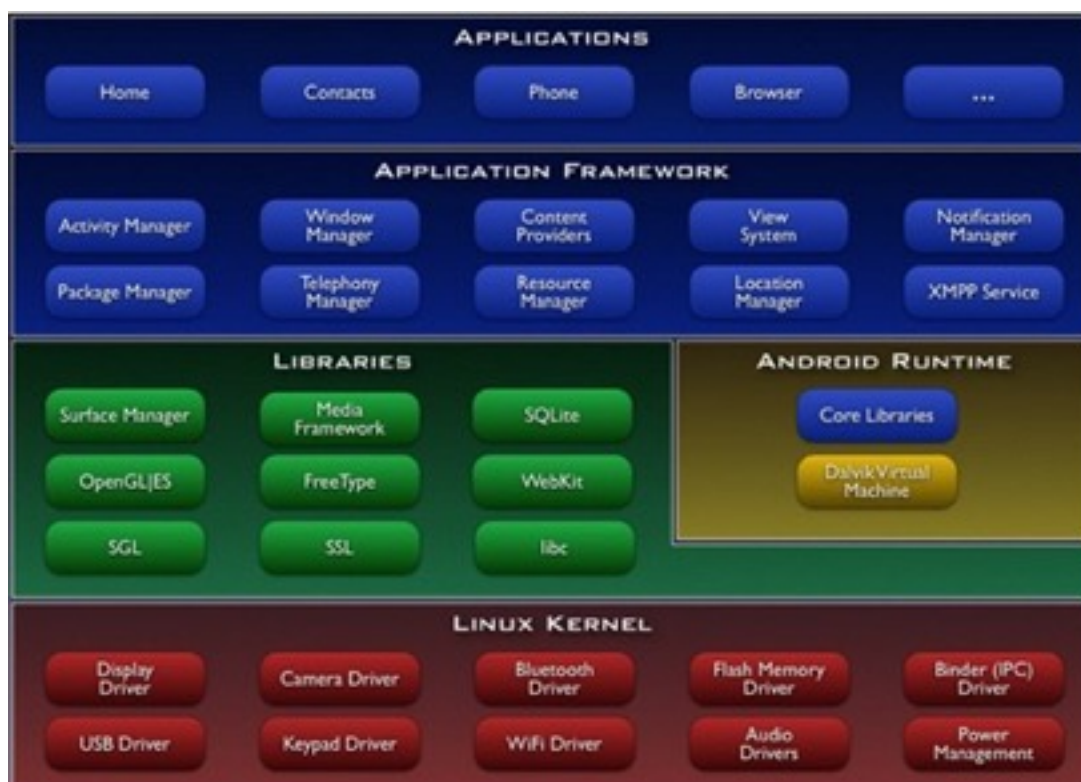 APPLICATIONS
Home
Contacts
Phone
Browser
...
APPLICATION FRAMEWORK
Activity Manager
Window
Manager
Content
Providers
View
System
Notification
Manager
Package Manager
Telephony
Manager
Resource
Manager
Location
Manager
XMPP Service
LIBRARIES
Surface Manager
Media
Framework
SQLite
OpenGL|ES
FreeType
WebKit
SGL
SSL
libc
ANDROID RUNTIME
Core Libraries
Dalvik Virtual
Machine
LINUX KERNEL
Display
Driver
Camera Driver
Bluetooth
Driver
Flash Memory
Driver
Binder (IPC)
Driver
USB Driver
Keypad Driver
WiFi Driver
Audio
Drivers
Power
Management